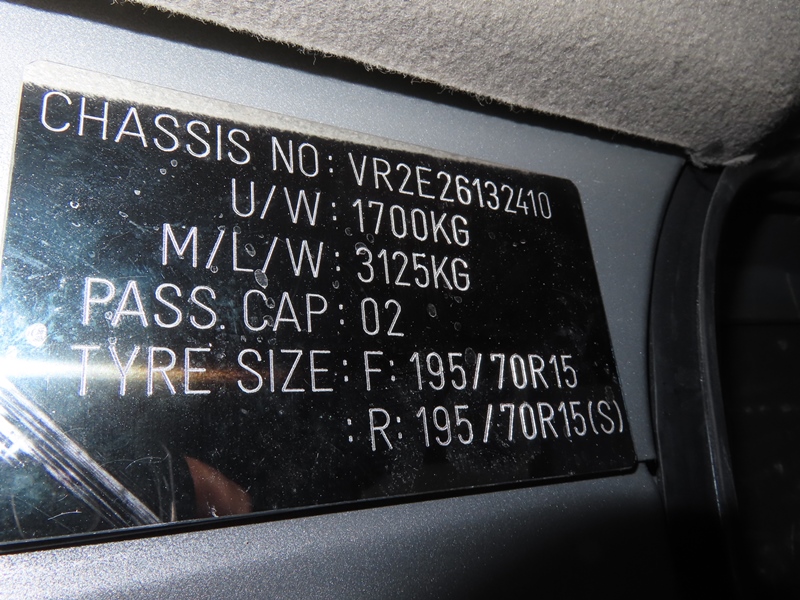 CHASSIS NO: VR2E26132410
U/W: 1700KG
M/L/W: 3125KG
PASS. CAP: 02
TYRE SIZE: F: 195/70R15
:R: 195/70R15(S)